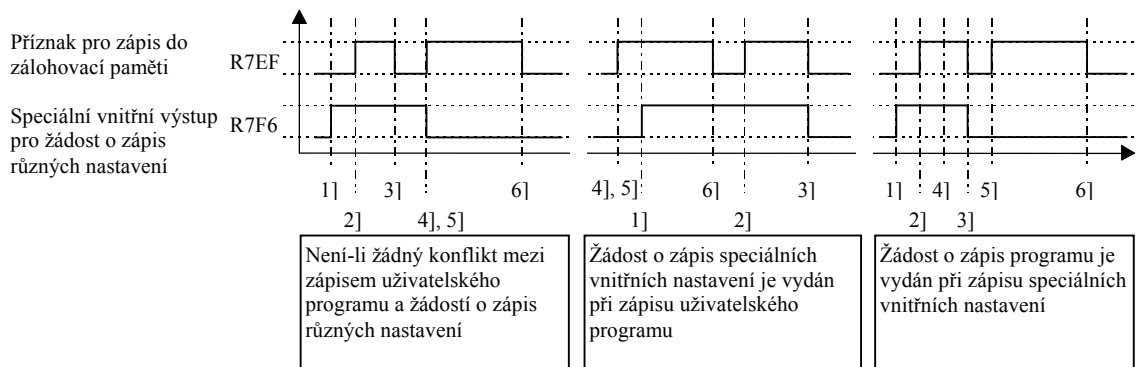 Příznak pro zápis do
zálohovací paměti
R7EF
Speciální vnitřní výstup
pro žádost o zápis
různých nastavení
R7F6
1] 3] 6] 4], 5] 6] 3] 1] 4] 5] 6]
2] 4], 5] 1] 2] 2] 3]
Není-li žádný konflikt mezi
zápisem uživatelského
programu a žádostí o zápis
různých nastavení
Žádost o zápis speciálních
vnitřních nastavení je vydán
při zápisu uživatelského
programu
Žádost o zápis programu je
vydán při zápisu speciálních
vnitřních nastavení